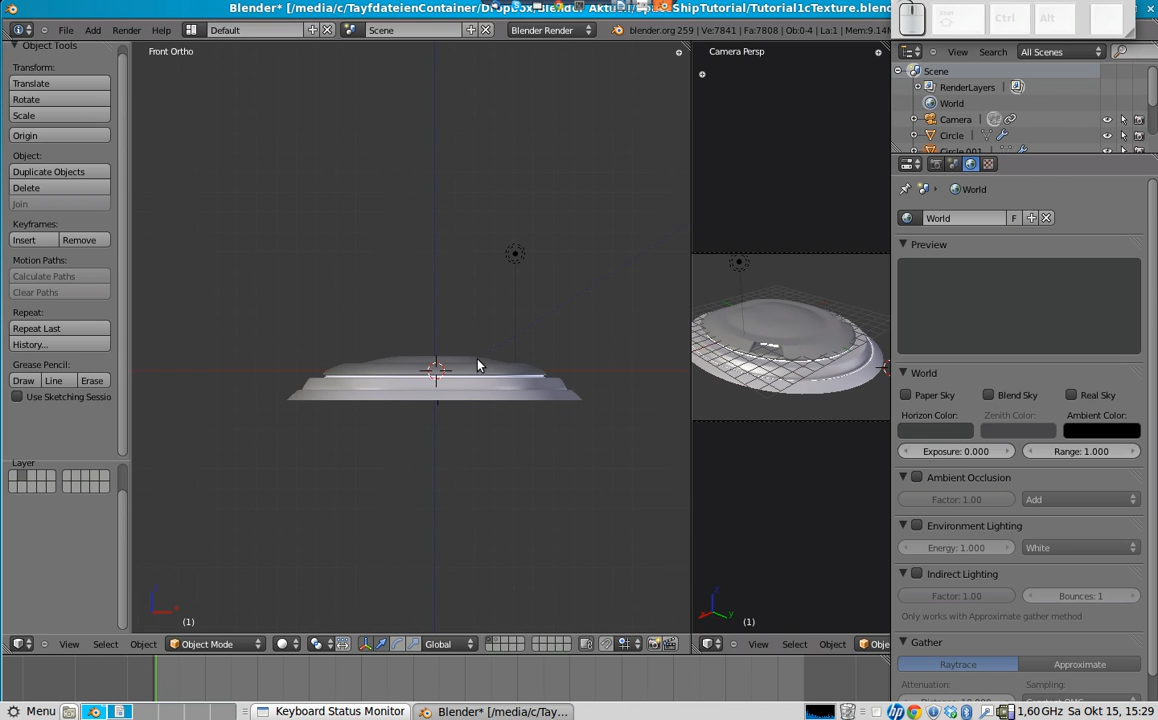 Blender* [/media/c/TayfdateienContainer/Dropbox/Blender Aktuell/SpaceShipTutorial/Tutorial1cTexture.blend
Ctrl
Alt
File
Add
Render
Help
Default
Scene
Blender Render
blender.org 259 | Ve:7841 | Fa:7808 | Ob:0-4 | La:1 | Mem:9.14M
View
Search
All Scenes
Object Tools
Front Ortho
Camera Persp
Scene
Transform:
Translate
Rotate
Scale
Origin
RenderLayers
World
Camera
Circle
Circle.001
Object:
Duplicate Objects
Delete
Join
World
World
F
Keyframes:
Insert
Remove
Preview
Motion Paths:
Calculate Paths
Clear Paths
Repeat:
Repeat Last
History...
Grease Pencil:
Draw
Line
Erase
Use Sketching Sessio
World
Paper Sky
Blend Sky
Real Sky
Horizon Color:
Zenith Color:
Ambient Color:
Exposure: 0.000
Range: 1.000
Layer
Ambient Occlusion
Factor: 1.00
Add
Environment Lighting
Energy: 1.000
White
Indirect Lighting
Factor: 1.00
Bounces: 1
Only works with Approximate gather method
z
x
(1)
z
y
(1)
Gather
View
Select
Object
Object Mode
Global
View
Select
Object
Obje
Raytrace
Approximate
Attenuation:
Sampling:
Menu
Keyboard Status Monitor
Blender* [/media/c/Tay...
1,60 GHz Sa Okt 15, 15:29